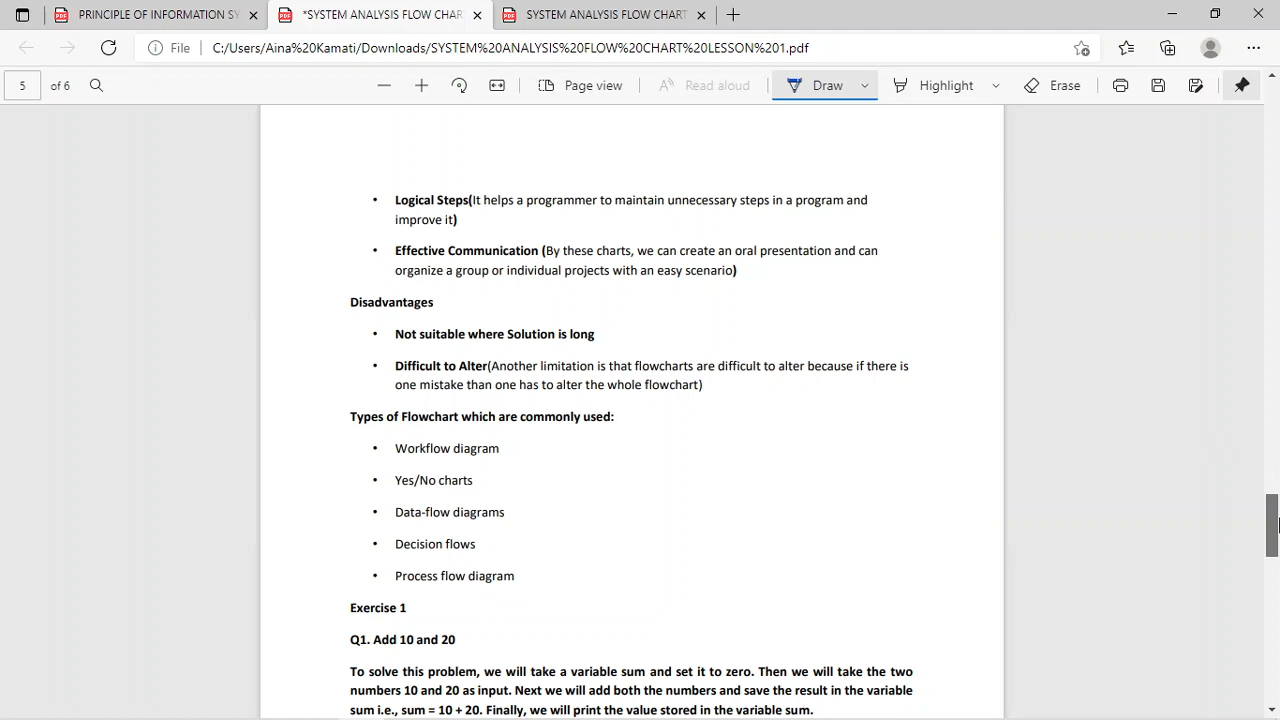 PRINCIPLE OF INFORMATION SY
*SYSTEM ANALYSIS FLOW CHAR
SYSTEM ANALYSIS FLOW CHART
File
C:/Users/Aina%20Kamati/Downloads/SYSTEM%20ANALYSIS%20FLOW%20CHART%20LESSON%201.pdf
5 of 6
Page view
Read aloud
Draw
Highlight
Erase
• Logical Steps(It helps a programmer to maintain unnecessary steps in a program and
improve it)
• Effective Communication (By these charts, we can create an oral presentation and can
organize a group or individual projects with an easy scenario)
Disadvantages
• Not suitable where Solution is long
• Difficult to Alter(Another limitation is that flowcharts are difficult to alter because if there is
one mistake than one has to alter the whole flowchart)
Types of Flowchart which are commonly used:
• Workflow diagram
• Yes/No charts
• Data-flow diagrams
• Decision flows
• Process flow diagram
Exercise 1
Q1. Add 10 and 20
To solve this problem, we will take a variable sum and set it to zero. Then we will take the two
numbers 10 and 20 as input. Next we will add both the numbers and save the result in the variable
sum i.e., sum = 10 + 20. Finally, we will print the value stored in the variable sum.